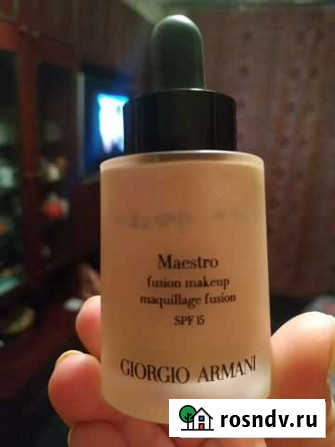 Maestro
fusion makeup
maquillage fusion
SPF 15
GIORGIO ARMANI
rosndv.ru